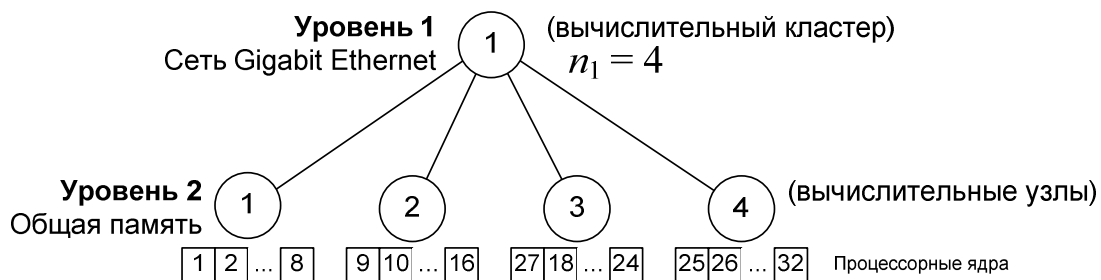 Уровень 1 1 (вычислительный кластер)
Сеть Gigabit Ethernet n1 = 4
Уровень 2 1 2 3 4 (вычислительные узлы)
Общая память
1 2 ... 8 9 10 ... 16 27 18 ... 24 25 26 ... 32 Процессорные ядра